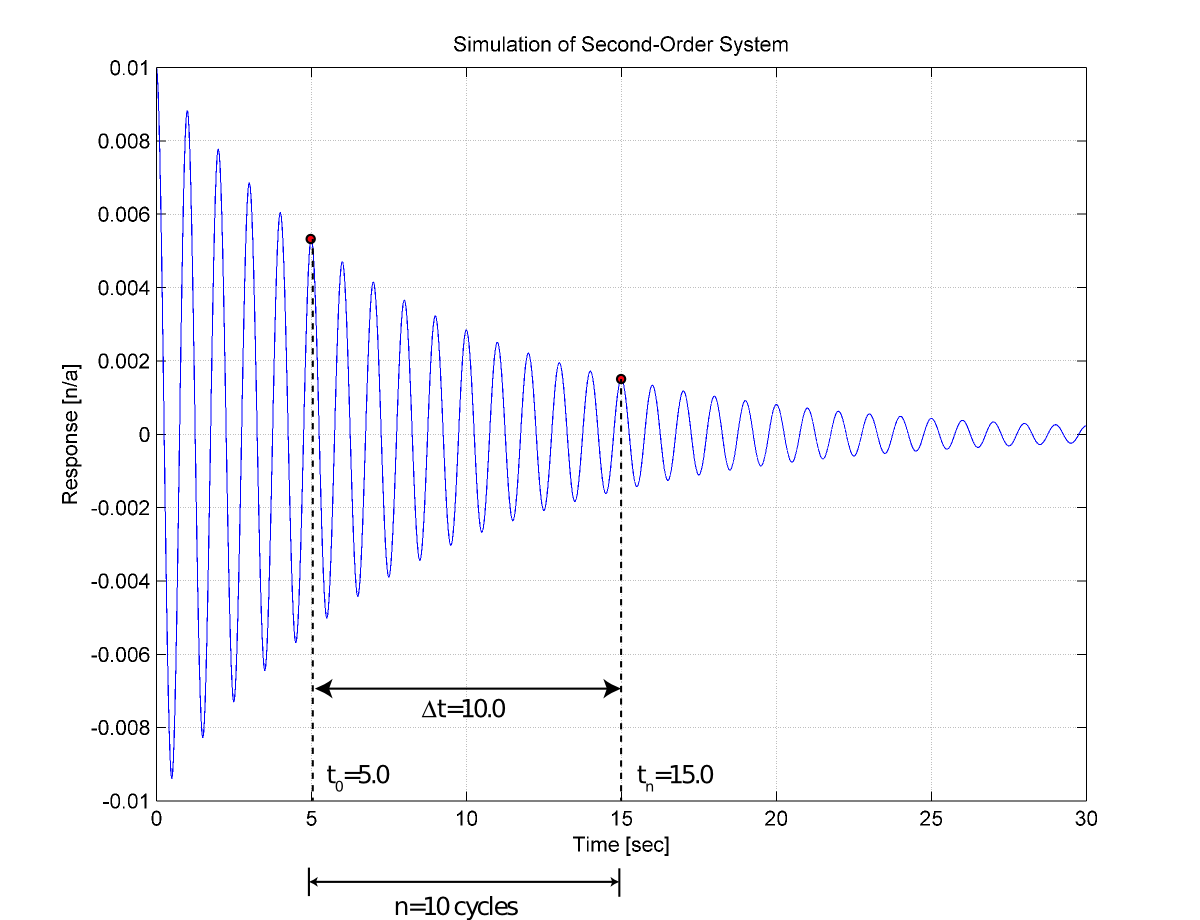 Simulation of Second-Order System
0.01
0.008
0.006
0.004
0.002
0
-0.002
-0.004
-0.006
-0.008
-0.01
Response [n/a]
Δt=10.0
t0=5.0
tn=15.0
0 5 10 15 20 25 30
Time [sec]
n=10 cycles